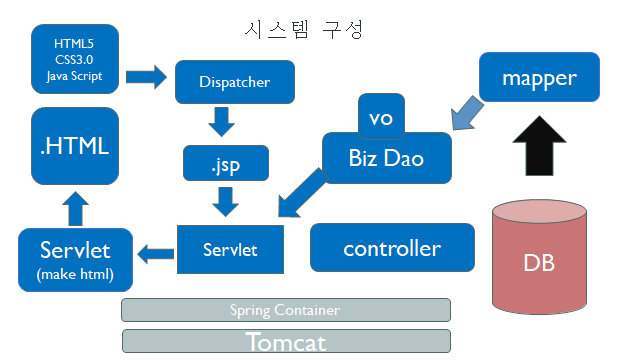 시스템 구성
HTML5
CSS3.0
Java Script
Dispatcher
mapper
.HTML
vo
Biz Dao
.jsp
Servlet
(make html)
Servlet
controller
DB
Spring Container
Tomcat